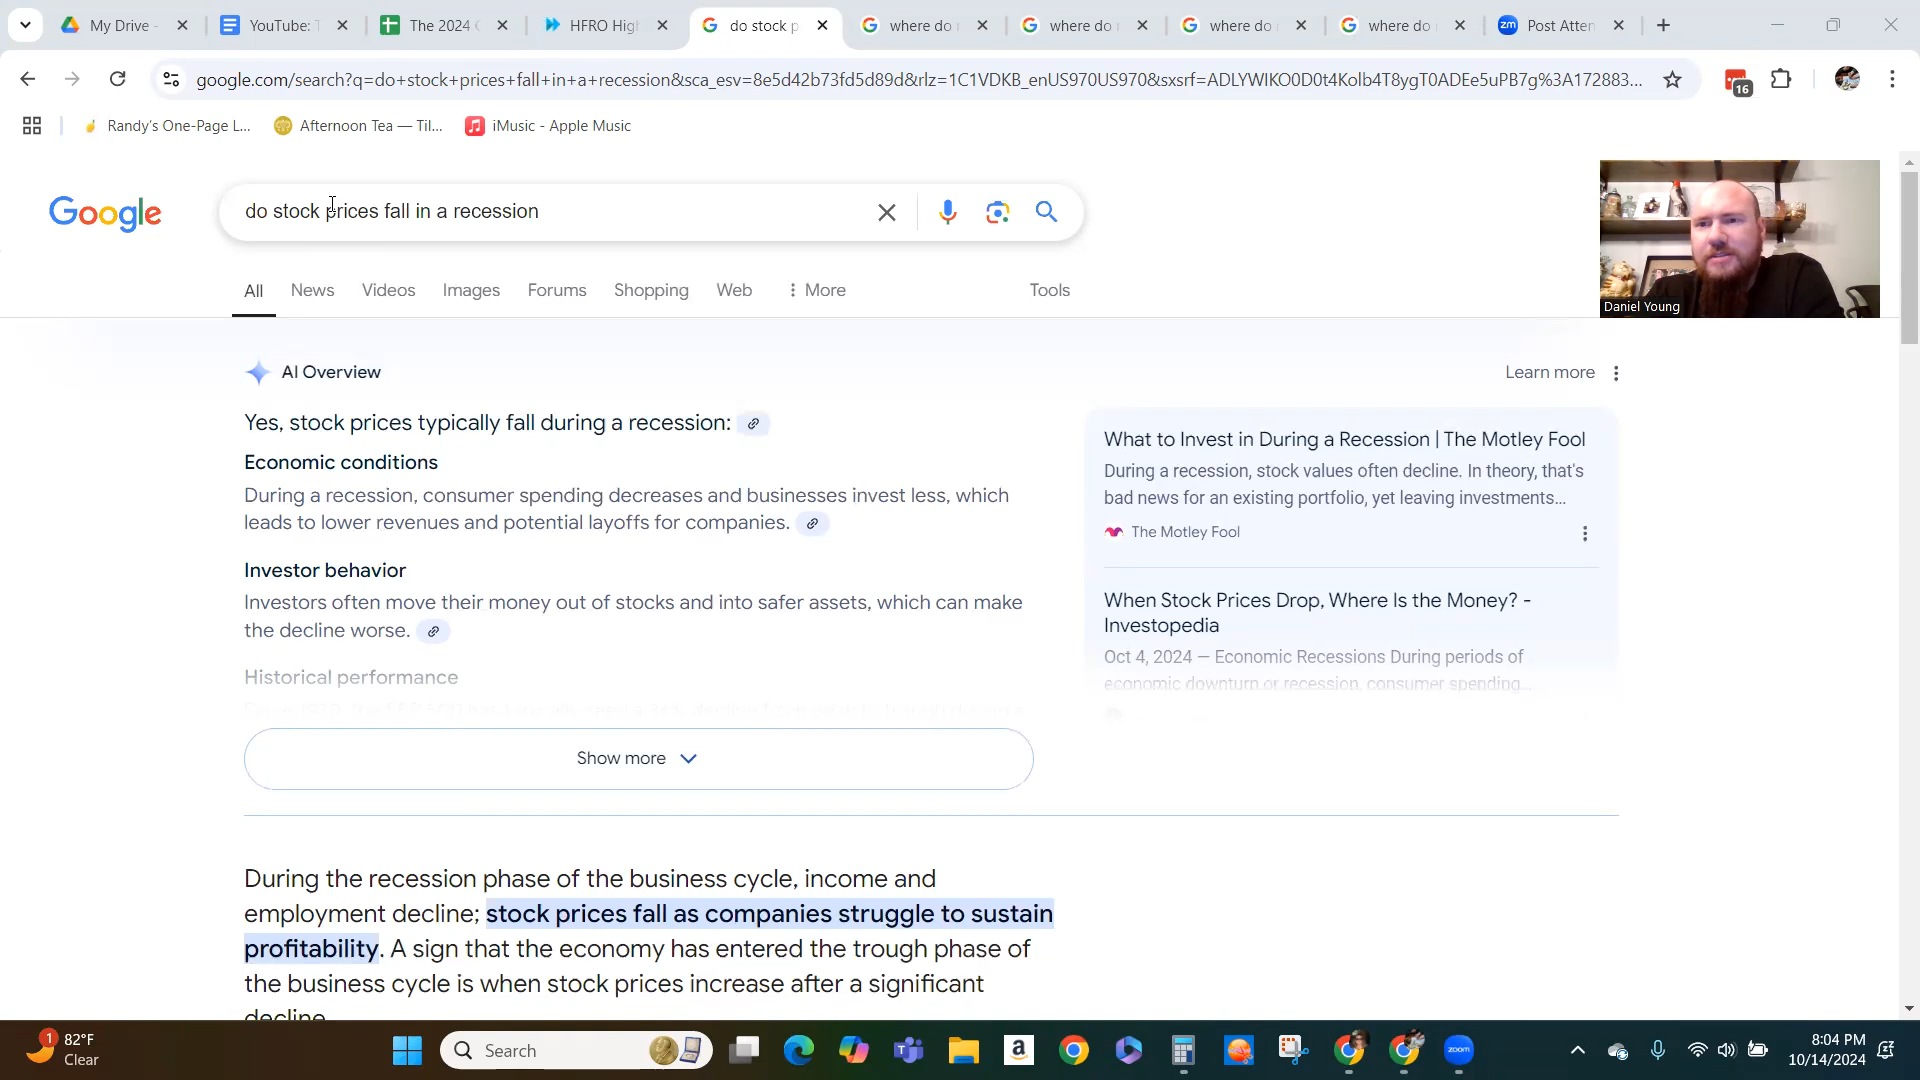 My Drive -
YouTube: T
The 2024
HFRO High
do stock p
where do
where do
where do
where do
zm
Post Atten
google.com/search?q=do+stock+prices+fall+in+a+recession&sca_esv=8e5d42b73fd5d89d&rlz=1C1VDKB_enUS970US970&sxsrf=ADLYWIKO0D0t4Kolb4T8ygT0ADEe5uPB7g%3A172883...
16
Randy's One-Page L...
Afternoon Tea — Til...
iMusic - Apple Music
Google
do stock prices fall in a recession
All
News
Videos
Images
Forums
Shopping
Web
More
Tools
Daniel Young
AI Overview
Learn more
Yes, stock prices typically fall during a recession:
Economic conditions
During a recession, consumer spending decreases and businesses invest less, which
leads to lower revenues and potential layoffs for companies.
Investor behavior
Investors often move their money out of stocks and into safer assets, which can make
the decline worse.
Historical performance
What to Invest in During a Recession | The Motley Fool
During a recession, stock values often decline. In theory, that's
bad news for an existing portfolio, yet leaving investments...
The Motley Fool
When Stock Prices Drop, Where Is the Money? -
Investopedia
Oct 4, 2024 — Economic Recessions During periods of
economic downturn or recession, consumer spending...
Show more
During the recession phase of the business cycle, income and
employment decline; stock prices fall as companies struggle to sustain
profitability. A sign that the economy has entered the trough phase of
the business cycle is when stock prices increase after a significant
decline.
1
82°F
Clear
Search
a
zoom
8:04 PM
10/14/2024